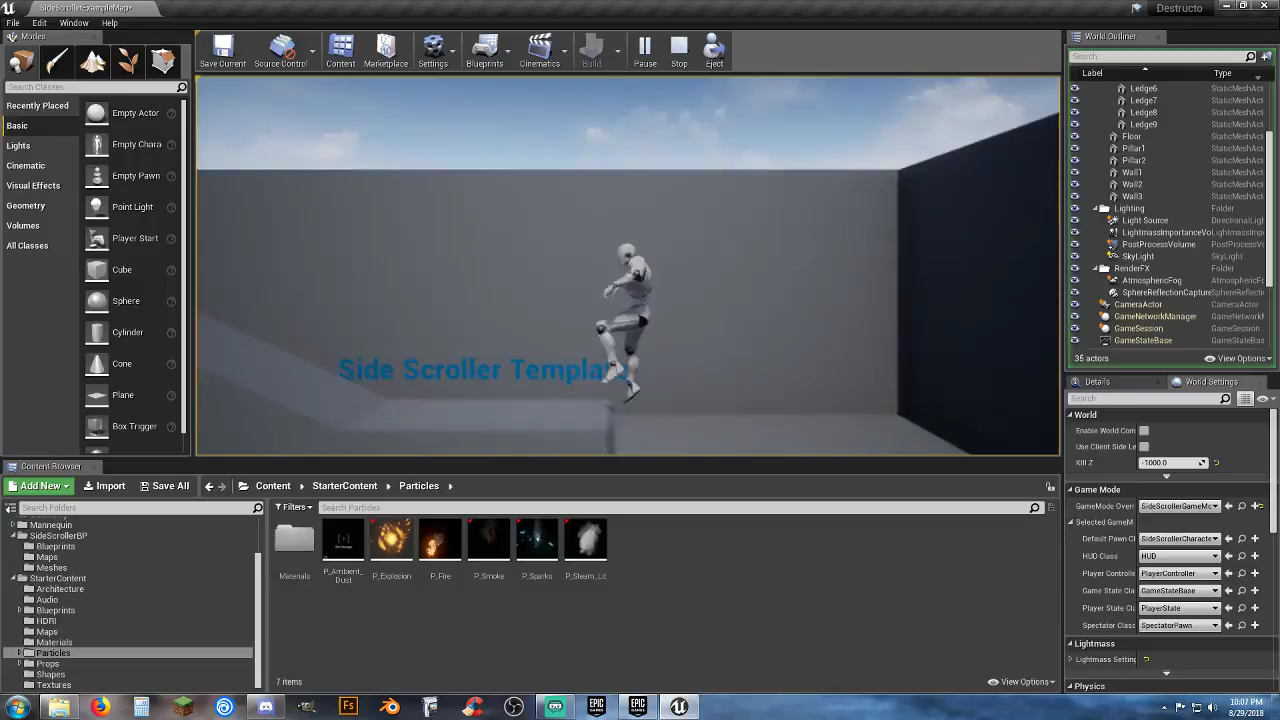 SideScrollerExampleMap*
Destructo
File Edit Window Help
Modes
Search Classes
Recently Placed
Basic
Lights
Cinematic
Visual Effects
Geometry
Volumes
All Classes
Empty Actor
Empty Chara
Empty Pawn
Point Light
Player Start
Cube
Sphere
Cylinder
Cone
Plane
Box Trigger
Save Current
Source Control
Content
Marketplace
Settings
Blueprints
Cinematics
Build
Pause
Stop
Eject
Side Scroller Template
World Outliner
Search
Label Type
Ledge6 StaticMeshAct
Ledge7 StaticMeshAct
Ledge8 StaticMeshAct
Ledge9 StaticMeshAct
Floor StaticMeshAct
Pillar1 StaticMeshAct
Pillar2 StaticMeshAct
Wall1 StaticMeshAct
Wall2 StaticMeshAct
Wall3 StaticMeshAct
Lighting Folder
Light Source DirectionalLigh
LightmassImportanceVo LightmassImp
PostProcessVolume PostProcessV
SkyLight SkyLight
RenderFX Folder
AtmosphericFog AtmosphericF
SphereReflectionCapture SphereReflecti
CameraActor CameraActor
GameNetworkManager GameNetwork
GameSession GameSession
GameStateBase GameStateBas
35 actors View Options
Details World Settings
Search
World
Enable World Com
Use Client Side Le
Kill Z -1000.0
Game Mode
GameMode Over SideScrollerGameMo
Selected GameM
Default Pawn Cl SideScrollerCharacte
HUD Class HUD
Player Controlle PlayerController
Game State Cla GameStateBase
Player State Cl PlayerState
Spectator Class SpectatorPawn
Lightmass
Lightmass Setting
Physics
Content Browser
Add New Import Save All Content StarterContent Particles
Search Folders
Filters Search Particles
Mannequin
SideScrollerBP
Blueprints
Maps
Meshes
StarterContent
Architecture
Audio
Blueprints
HDRI
Maps
Materials
Particles
Props
Shapes
Textures
Materials
P_Ambient_
Dust
P_Explosion
P_Fire
P_Smoke
P_Sparks
P_Steam_Lit
7 items View Options
Fs
EPIC
GAMES
EPIC
GAMES
10:07 PM
8/29/2018